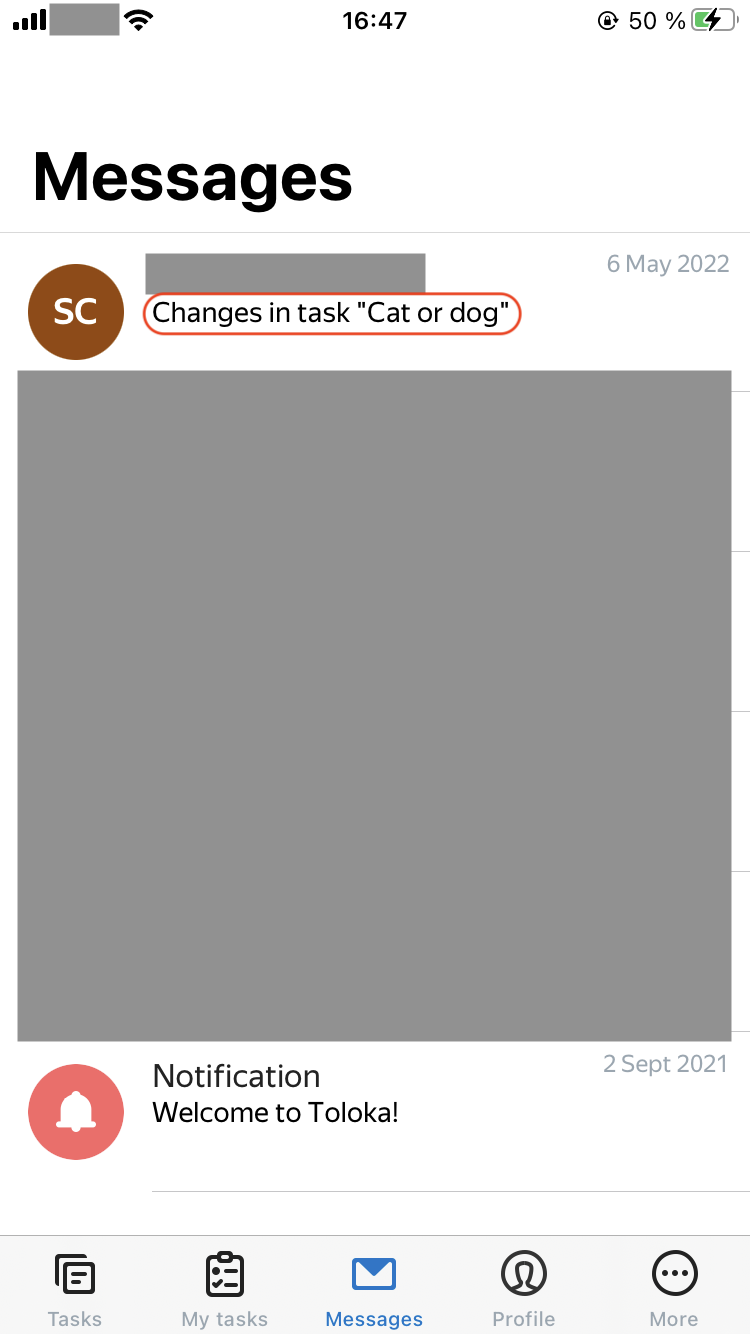 16:47
50 %
Messages
6 May 2022
SC
Changes in task "Cat or dog"
Notification
2 Sept 2021
Welcome to Toloka!
Tasks
My tasks
Messages
Profile
More